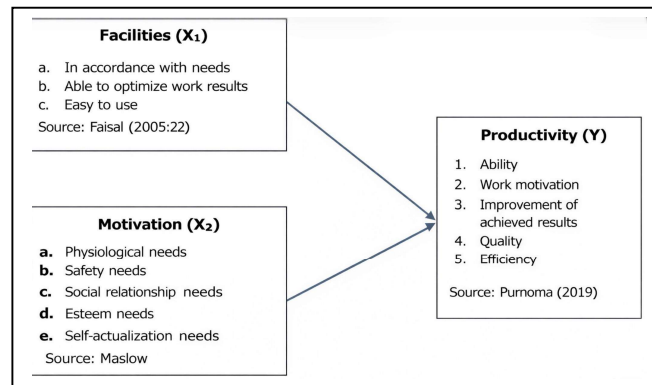 Facilities (X₁)
a. In accordance with needs
b. Able to optimize work results
c. Easy to use
Source: Faisal (2005:22)
Motivation (X₂)
a. Physiological needs
b. Safety needs
c. Social relationship needs
d. Esteem needs
e. Self-actualization needs
Source: Maslow
Productivity (Y)
1. Ability
2. Work motivation
3. Improvement of
achieved results
4. Quality
5. Efficiency
Source: Purnoma (2019)